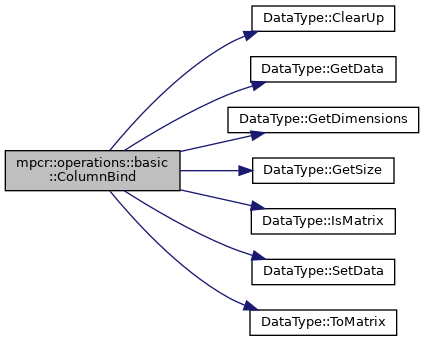 DataType::ClearUp
DataType::GetData
DataType::GetDimensions
mpcr::operations::basic
::ColumnBind
DataType::GetSize
DataType::IsMatrix
DataType::SetData
DataType::ToMatrix